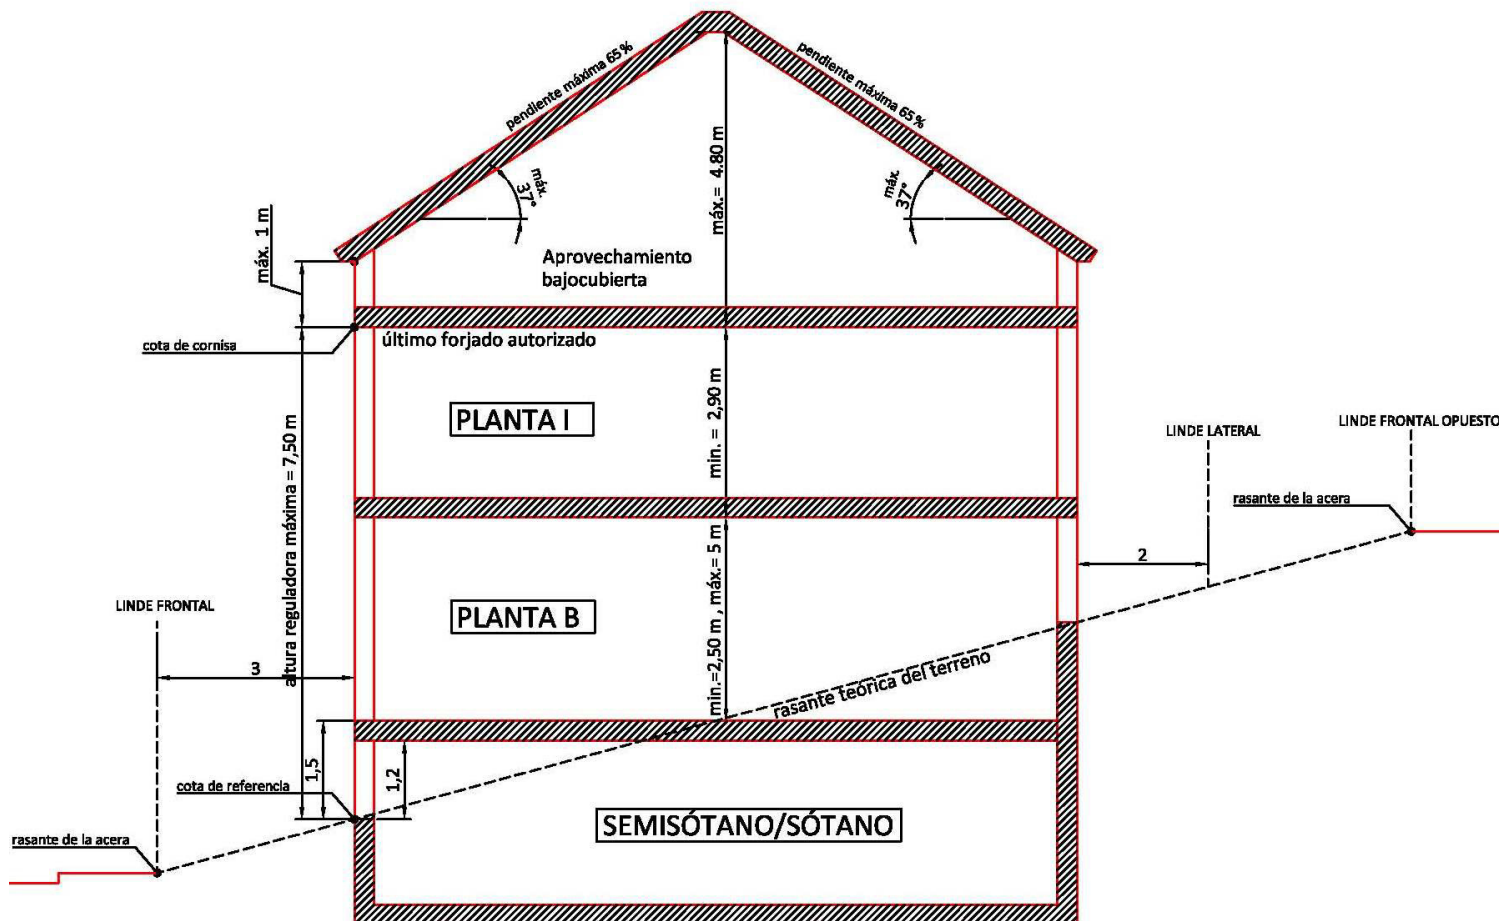 pendiente máxima 65%
pendiente máxima 65%
máx.= 4.80 m
máx.
37°
máx.
37°
máx. 1 m
Aprovechamiento
bajocubierta
cota de cornisa
último forjado autorizado
PLANTA I
min. = 2,90 m
altura reguladora máxima = 7,50 m
LINDE LATERAL
LINDE FRONTAL OPUESTO
rasante de la acera
2
LINDE FRONTAL
3
PLANTA B
min.=2,50 m , máx.= 5 m
rasante teórica del terreno
1,5
1,2
cota de referencia
SEMISÓTANO/SÓTANO
rasante de la acera